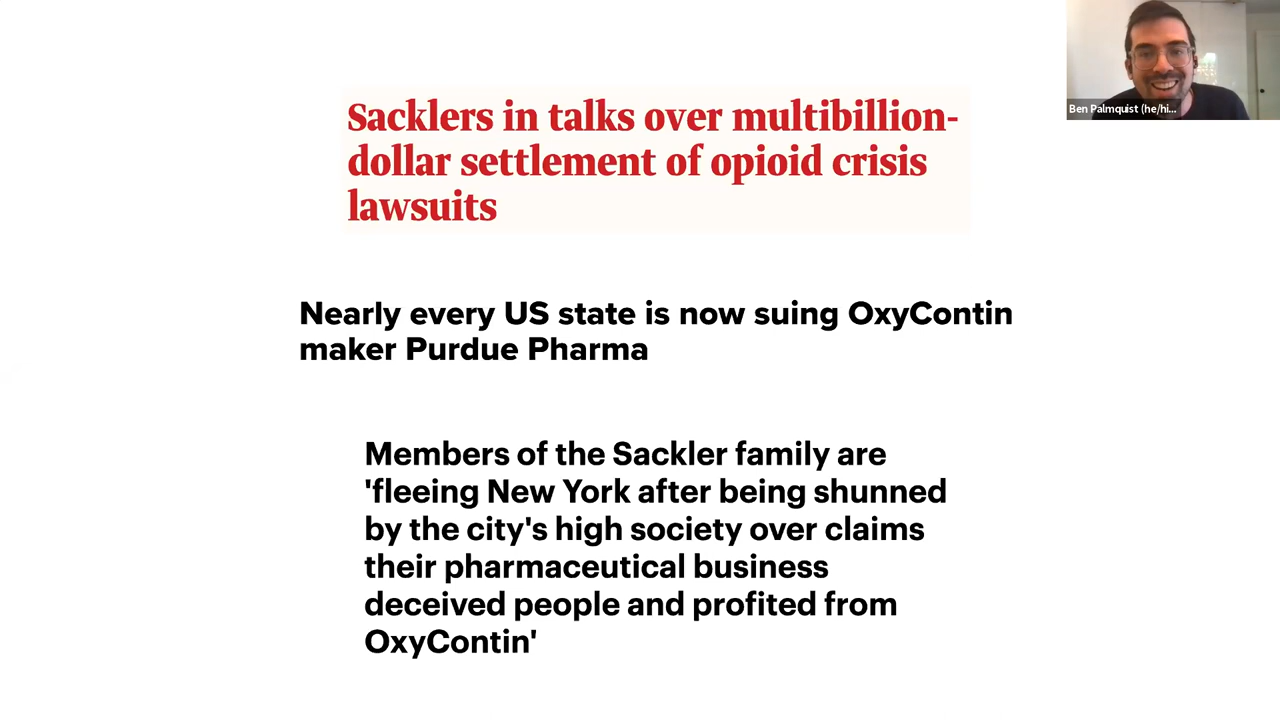 Sacklers in talks over multibillion-
dollar settlement of opioid crisis
lawsuits
Ben Palmquist (he/hi...
Nearly every US state is now suing OxyContin
maker Purdue Pharma
Members of the Sackler family are
'fleeing New York after being shunned
by the city's high society over claims
their pharmaceutical business
deceived people and profited from
OxyContin'